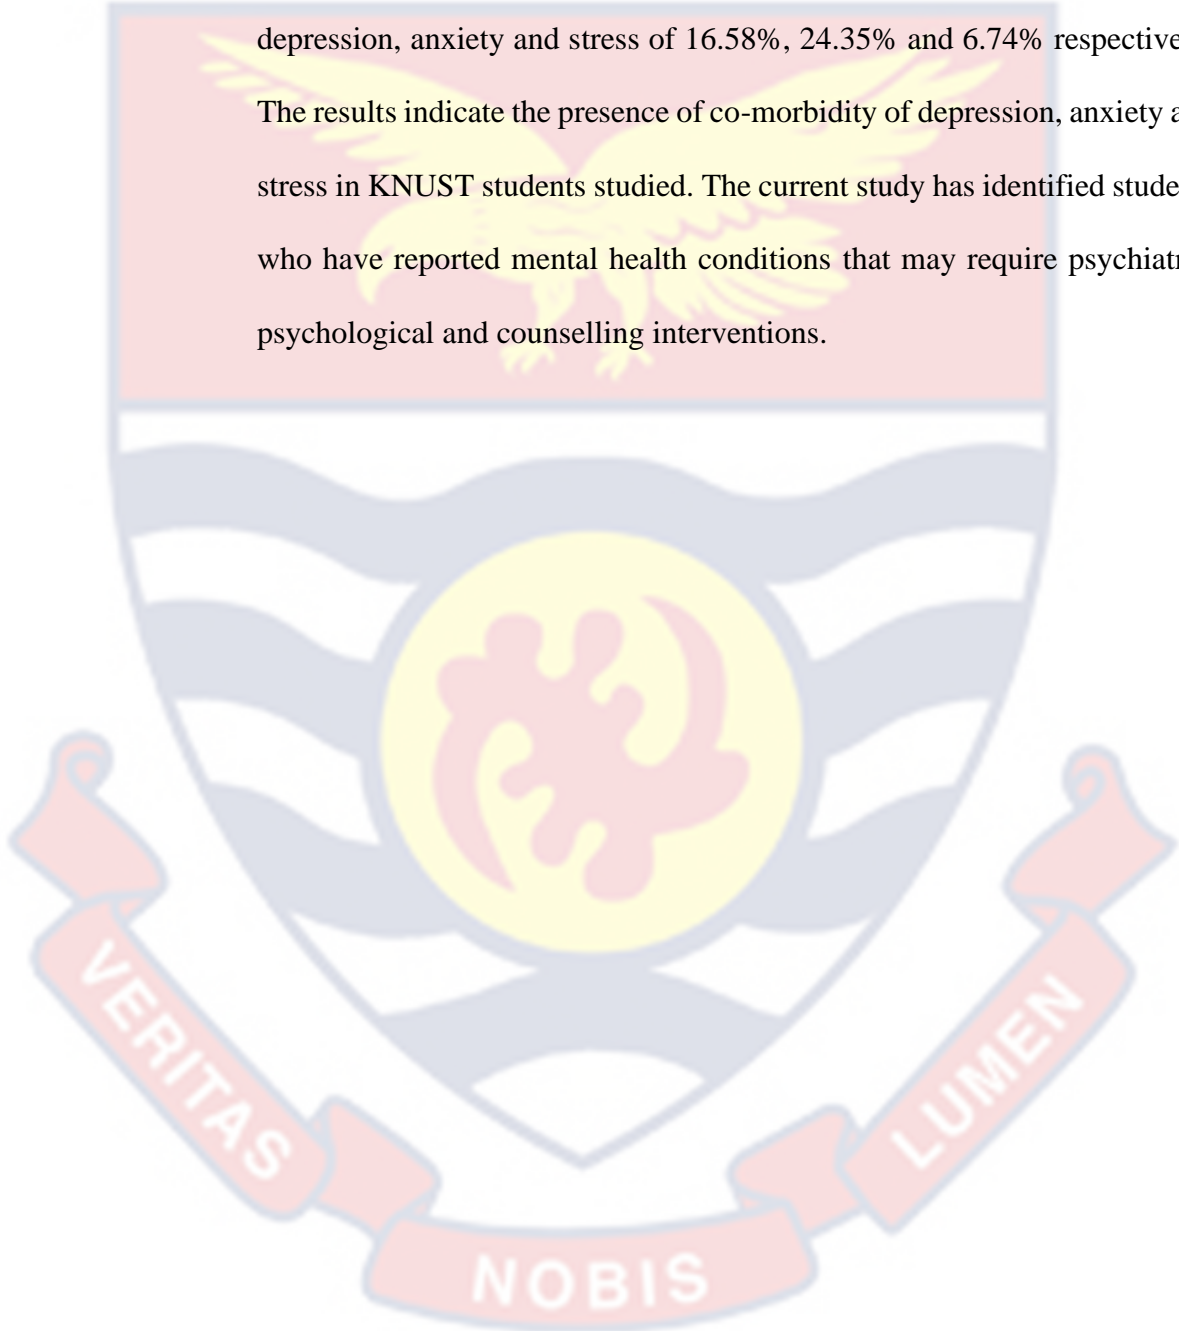 depression, anxiety and stress of 16.58%, 24.35% and 6.74% respective
The results indicate the presence of co-morbidity of depression, anxiety a
stress in KNUST students studied. The current study has identified stude
who have reported mental health conditions that may require psychiatr
psychological and counselling interventions.
VERITAS
NOBIS
LUMEN